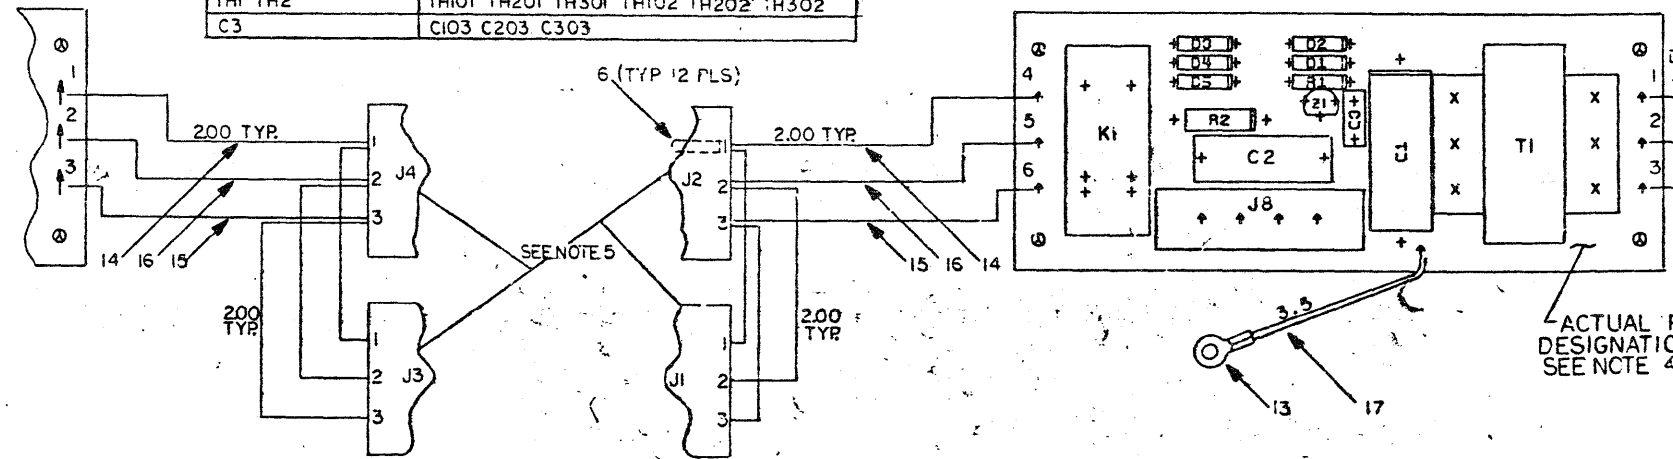 TH1 TH2 TH101 TH201 TH301 TH102 TH202 TH302
C3 C103 C203 C303
1
2
3
2.00 TYP.
14 16 15
1
2
3
J4
2.00
TYP.
1
2
3
J3
SEE NOTE 5
6 (TYP 12 PLS)
1
2
3
J2
2.00 TYP.
15 16 14
1
2
3
J1
2.00
TYP.
4
5
6
K1
D3
D4
D2
D1
R1
R2
Z1
C3
C2
J8
C1
T1
1
2
3
3.5
13
17
ACTUAL
SEE NOTE 4